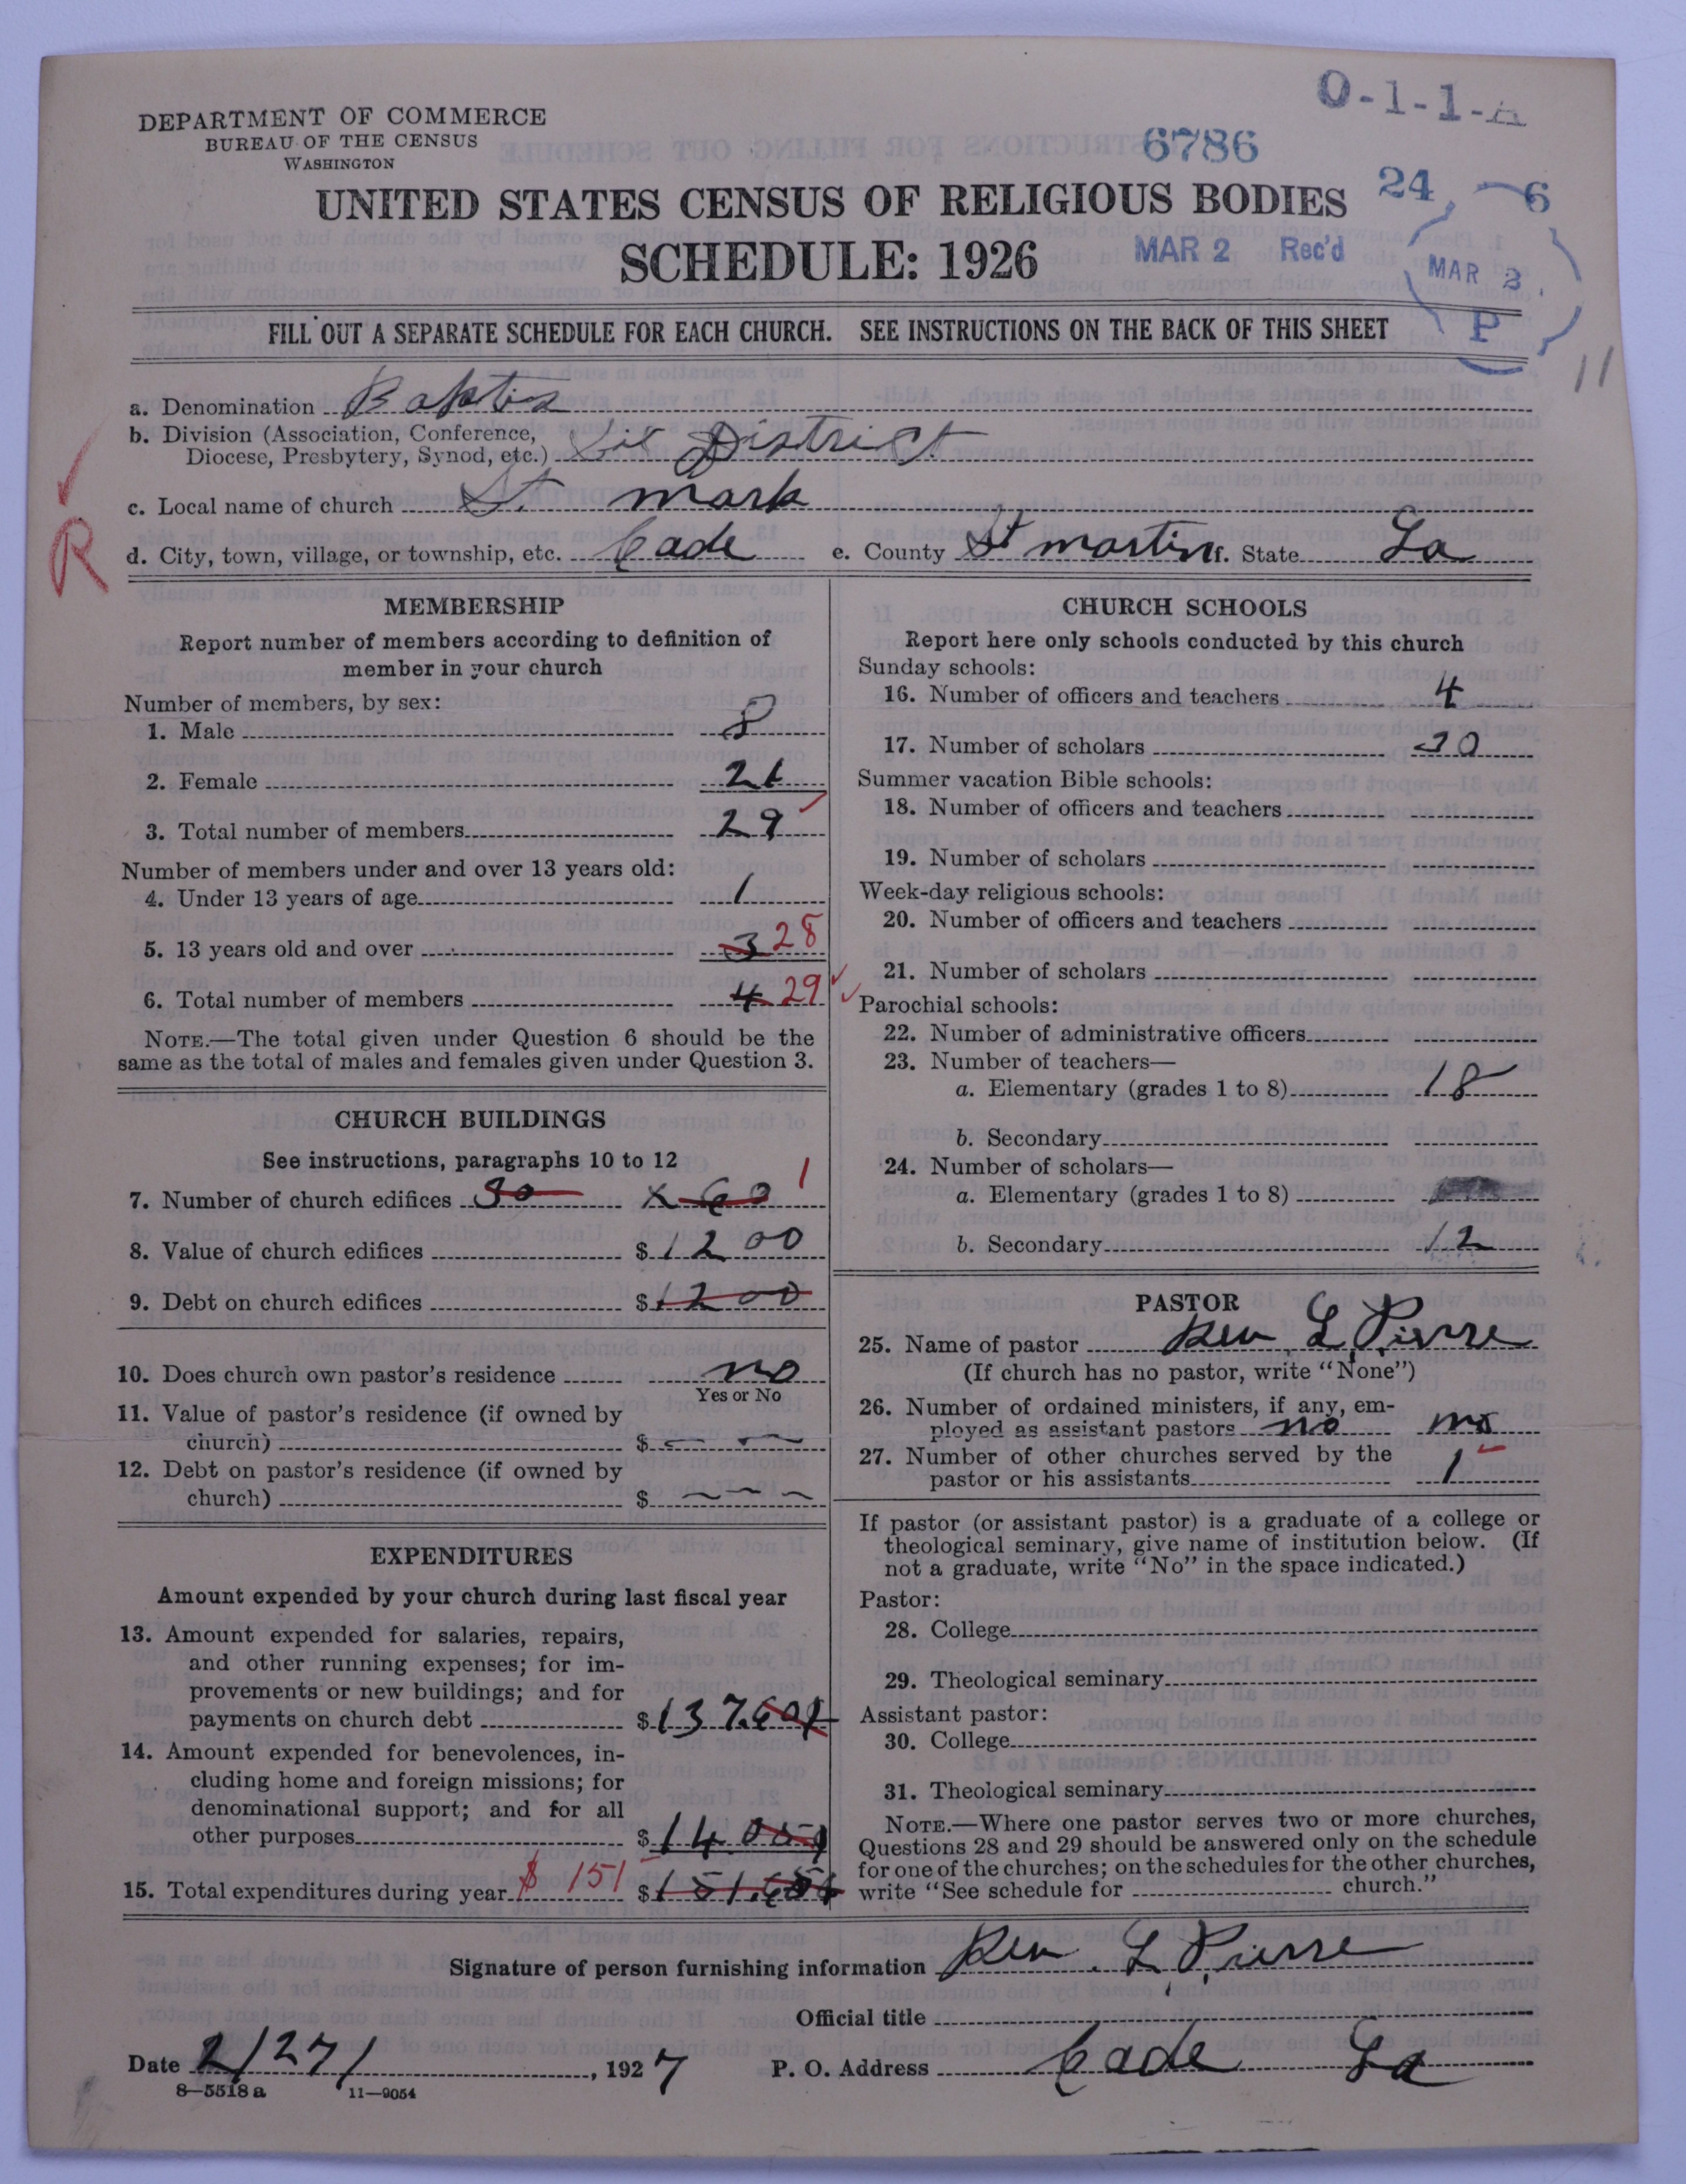 0-1-1-A
DEPARTMENT OF COMMERCE
BUREAU OF THE CENSUS
WASHINGTON
6786
UNITED STATES CENSUS OF RELIGIOUS BODIES
24 6
SCHEDULE: 1926
MAR 2 Rec'd
MAR 3
P
FILL OUT A SEPARATE SCHEDULE FOR EACH CHURCH. SEE INSTRUCTIONS ON THE BACK OF THIS SHEET
11
a. Denomination Baptis
b. Division (Association, Conference,
Diocese, Presbytery, Synod, etc.) District
c. Local name of church St. mark
R
d. City, town, village, or township, etc. Cade e. County St martin f. State La
MEMBERSHIP
Report number of members according to definition of
member in your church
Number of members, by sex:
1. Male 8
2. Female 21
3. Total number of members 29
Number of members under and over 13 years old:
4. Under 13 years of age 1
5. 13 years old and over 3 28
6. Total number of members 4 29
NOTE.—The total given under Question 6 should be the
same as the total of males and females given under Question 3.
CHURCH BUILDINGS
See instructions, paragraphs 10 to 12
7. Number of church edifices 30 x 60 1
8. Value of church edifices $ 1200
9. Debt on church edifices $ 1200
10. Does church own pastor's residence no
Yes or No
11. Value of pastor's residence (if owned by
church) $ – –
12. Debt on pastor's residence (if owned by
church) $ – – –
EXPENDITURES
Amount expended by your church during last fiscal year
13. Amount expended for salaries, repairs,
and other running expenses; for im-
provements or new buildings; and for
payments on church debt $ 137.60
14. Amount expended for benevolences, in-
cluding home and foreign missions; for
denominational support; and for all
other purposes $ 14.05
15. Total expenditures during year $ 151 $ 151.65
CHURCH SCHOOLS
Report here only schools conducted by this church
Sunday schools:
16. Number of officers and teachers 4
17. Number of scholars 30
Summer vacation Bible schools:
18. Number of officers and teachers
19. Number of scholars
Week-day religious schools:
20. Number of officers and teachers
21. Number of scholars
Parochial schools:
22. Number of administrative officers
23. Number of teachers—
a. Elementary (grades 1 to 8) 18
b. Secondary
24. Number of scholars—
a. Elementary (grades 1 to 8)
b. Secondary 12
PASTOR
25. Name of pastor Rev L Pierre
(If church has no pastor, write "None")
26. Number of ordained ministers, if any, em-
ployed as assistant pastors no no
27. Number of other churches served by the
pastor or his assistants 1
If pastor (or assistant pastor) is a graduate of a college or
theological seminary, give name of institution below. (If
not a graduate, write "No" in the space indicated.)
Pastor:
28. College
29. Theological seminary
Assistant pastor:
30. College
31. Theological seminary
NOTE.—Where one pastor serves two or more churches,
Questions 28 and 29 should be answered only on the schedule
for one of the churches; on the schedules for the other churches,
write "See schedule for church."
Signature of person furnishing information Rev. L Pierre
Official title
Date 2/27/, 1927 P. O. Address Cade La
8—5518 a 11—9054